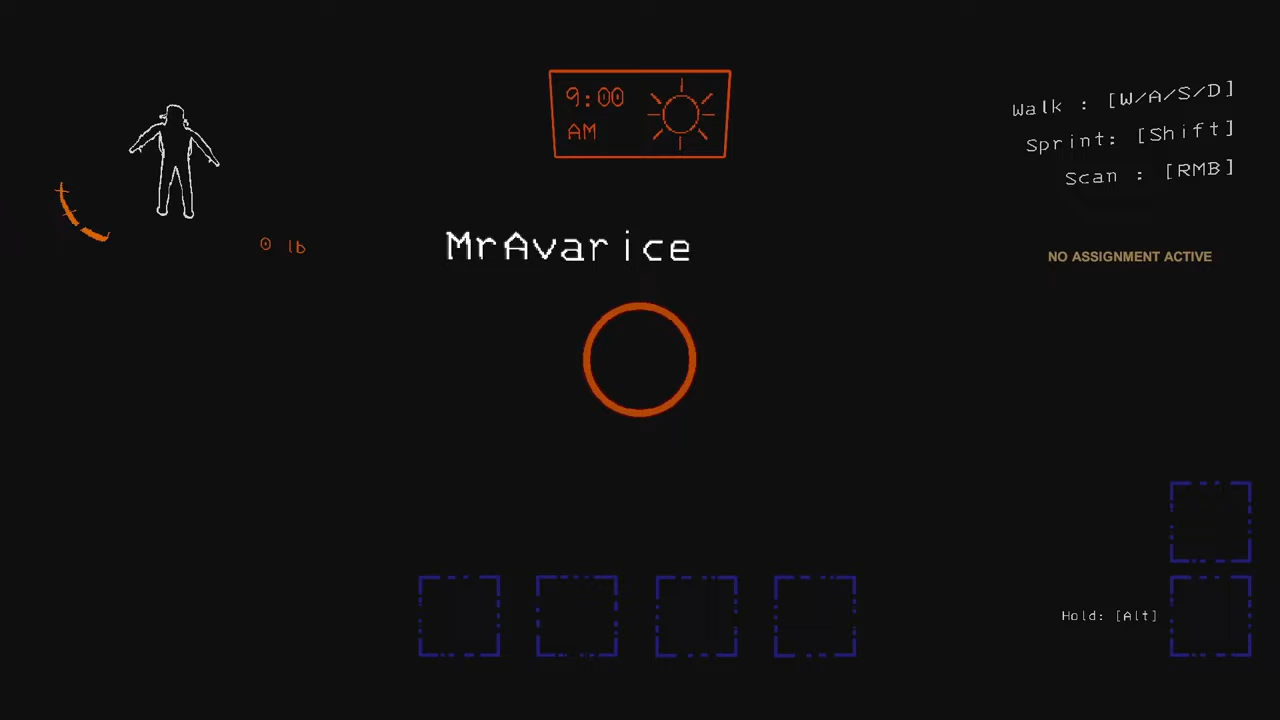 9:00
AM
Walk : [W/A/S/D]
Sprint: [Shift]
Scan : [RMB]
0 lb
MrAvarice
NO ASSIGNMENT ACTIVE
Hold: [Alt]